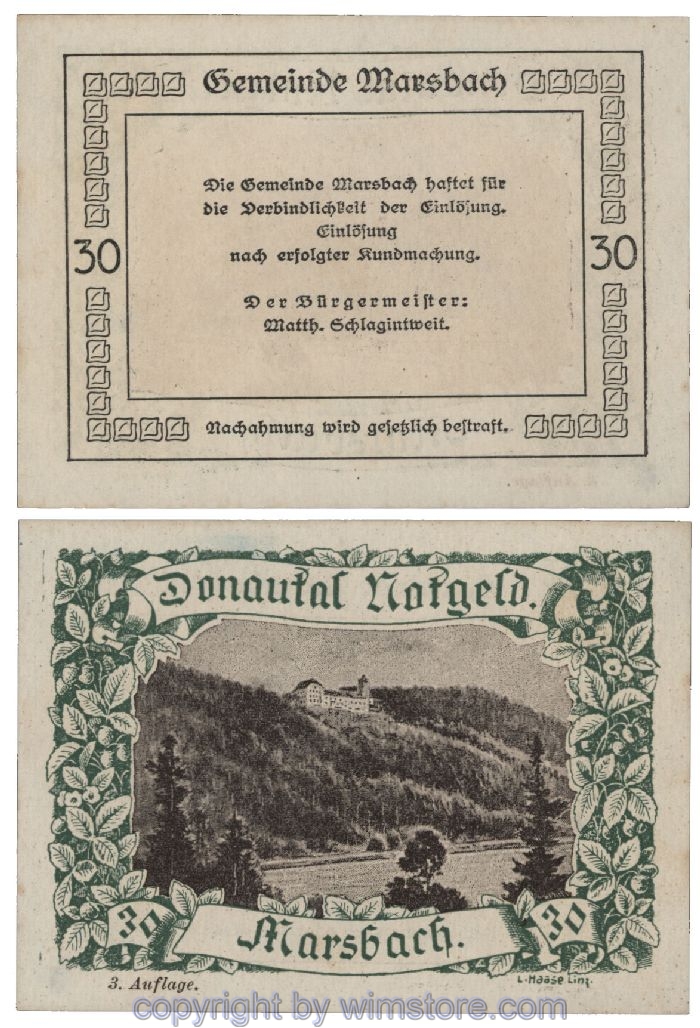 Gemeinde Marsbach
Die Gemeinde Marsbach haftet für
die Verbindlichkeit der Einlösung.
Einlösung
nach erfolgter Kundmachung.
30
30
Der Bürgermeister:
Matth. Schlagintweit.
Nachahmung wird gesetzlich bestraft.
Donautal Notgeld.
30
Marsbach.
30
3. Auflage.
L. Haase Linz.
copyright by wimstore.com